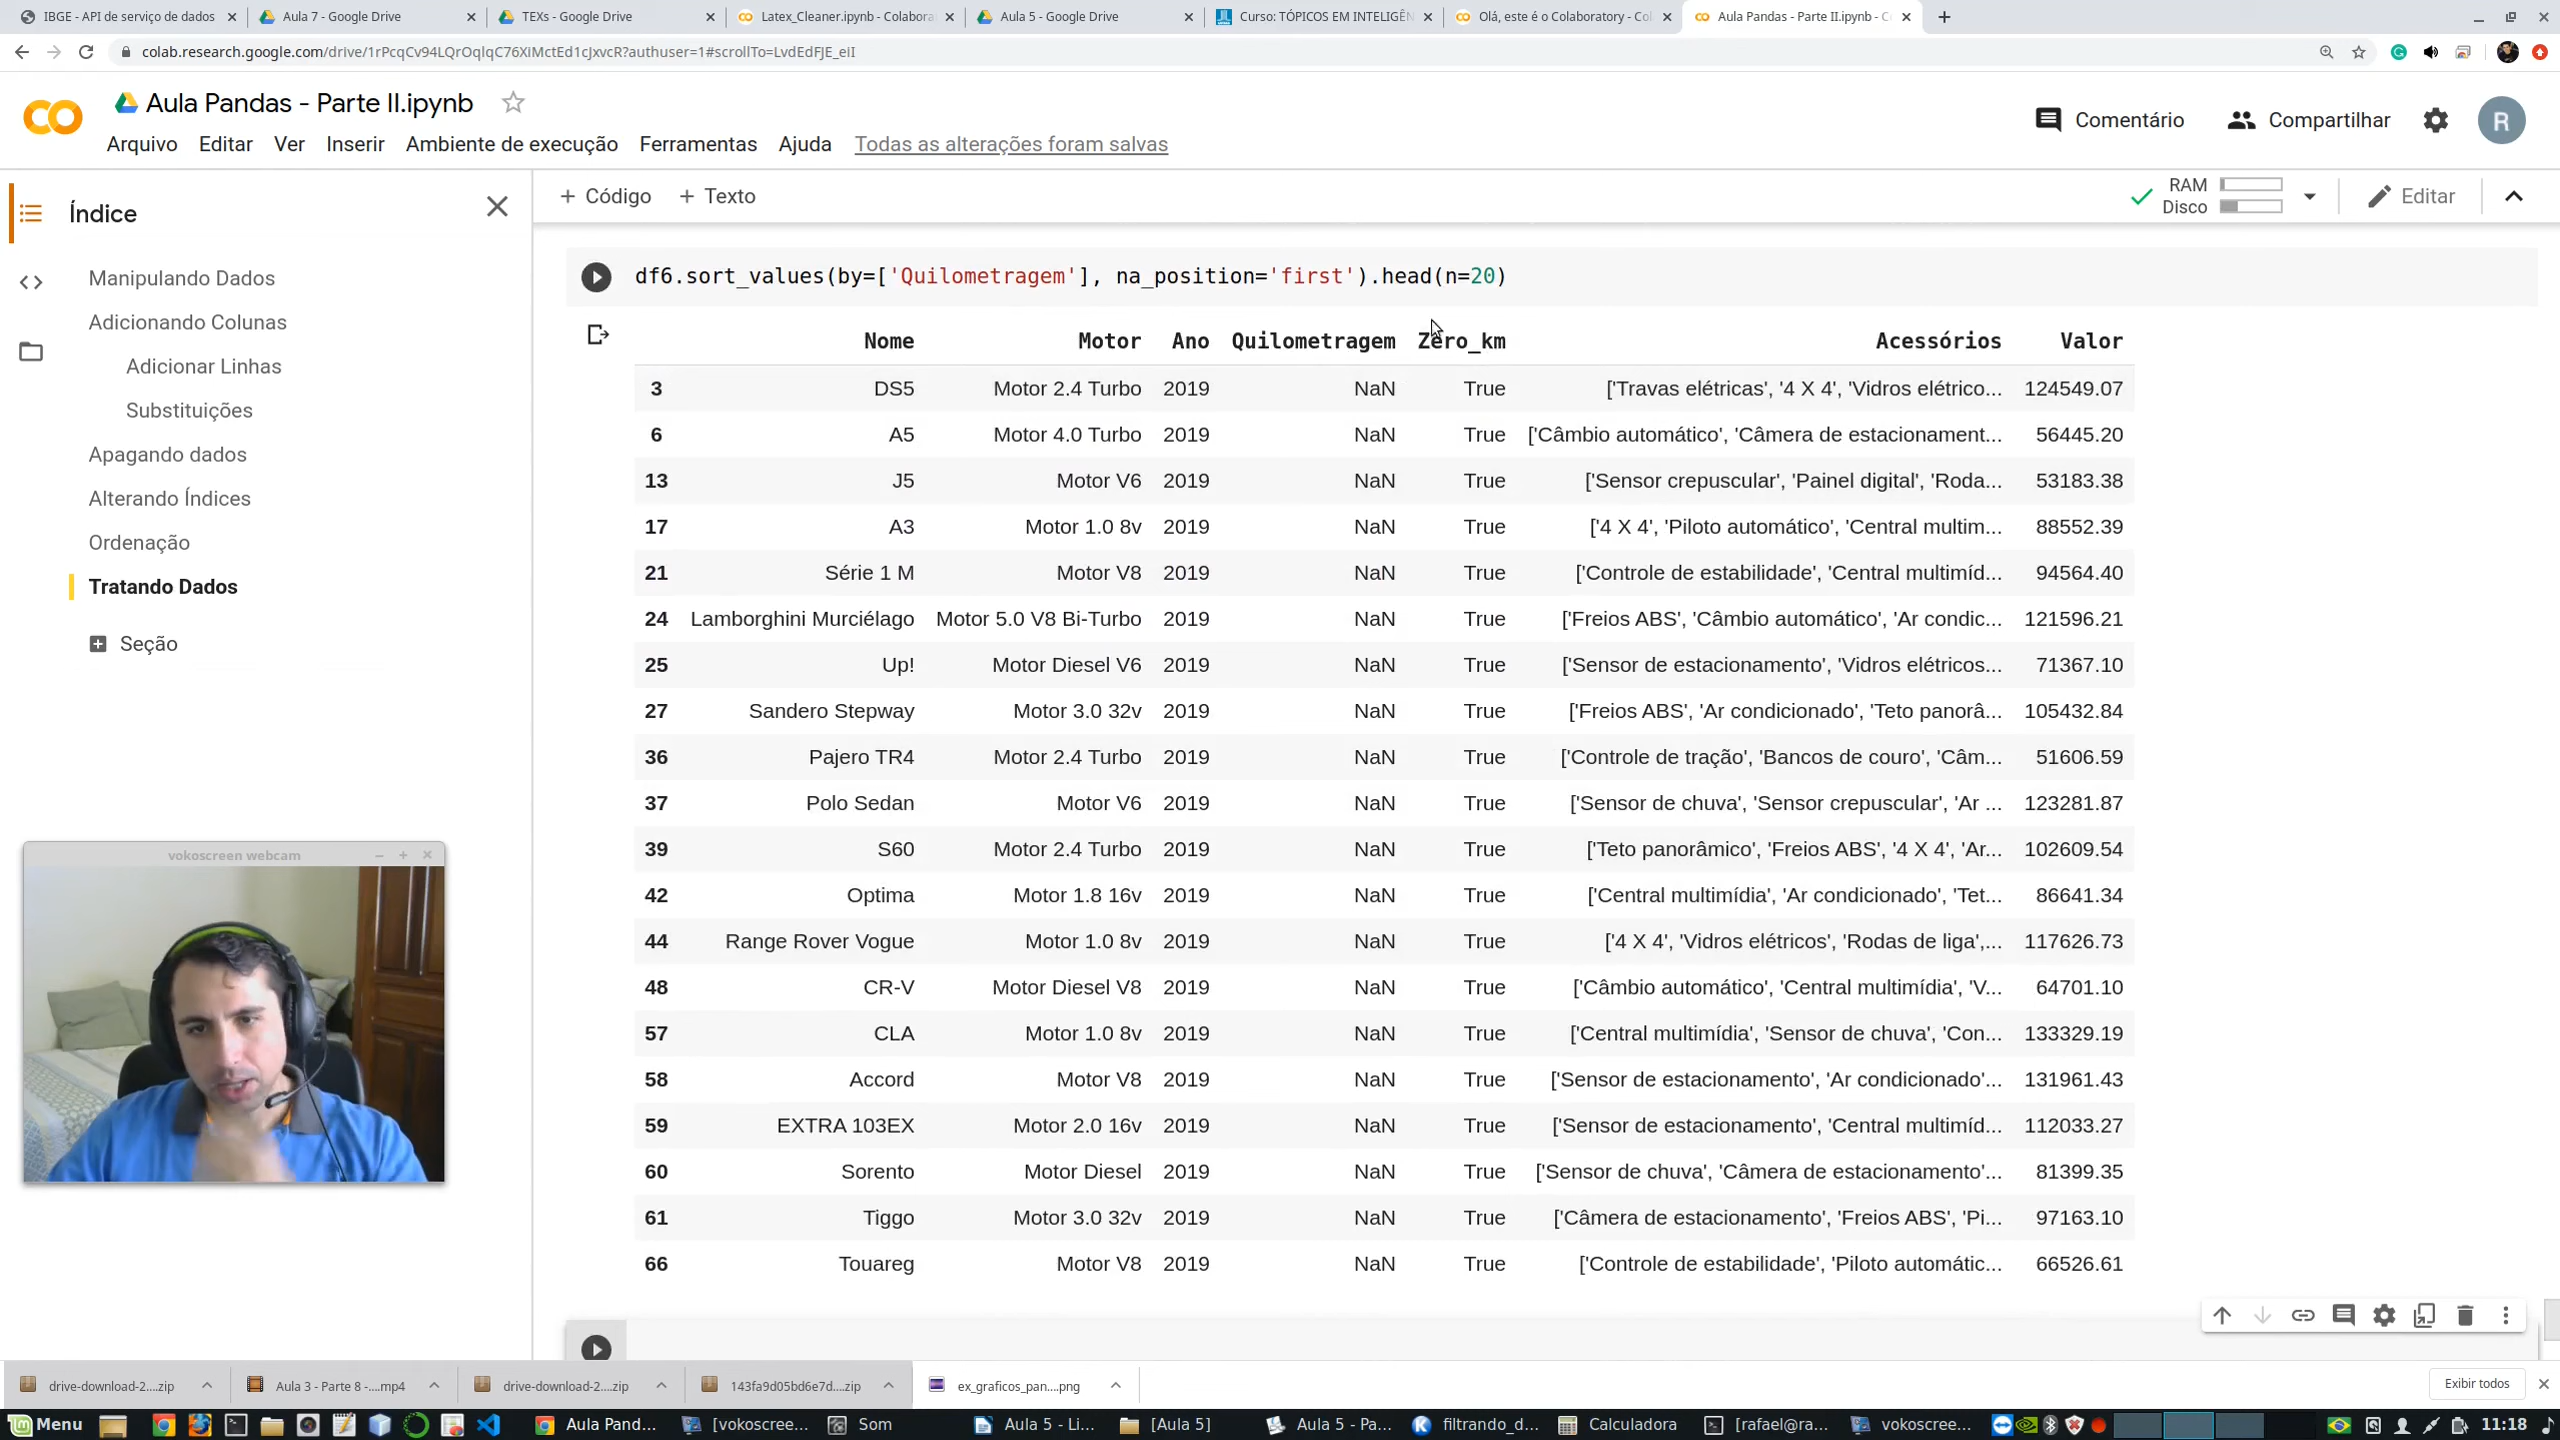 IBGE - API de serviço de dados
Aula 7 - Google Drive
TEXs - Google Drive
Latex_Cleaner.ipynb - Colabora
Aula 5 - Google Drive
Curso: TÓPICOS EM INTELIGÊN
Olá, este é o Colaboratory - Col
Aula Pandas - Parte II.ipynb - C
colab.research.google.com/drive/1rPcqCv94LQrOqlqC76XiMctEd1cJxvcR?authuser=1#scrollTo=LvdEdFJE_eiI
Aula Pandas - Parte II.ipynb
Comentário
Compartilhar
R
Arquivo Editar Ver Inserir Ambiente de execução Ferramentas Ajuda Todas as alterações foram salvas
Índice
+ Código + Texto
RAM
Disco
Editar
Manipulando Dados
Adicionando Colunas
Adicionar Linhas
Substituições
Apagando dados
Alterando Índices
Ordenação
Tratando Dados
Seção
df6.sort_values(by=['Quilometragem'], na_position='first').head(n=20)
Nome Motor Ano Quilometragem Zero_km Acessórios Valor
3 DS5 Motor 2.4 Turbo 2019 NaN True ['Travas elétricas', '4 X 4', 'Vidros elétrico... 124549.07
6 A5 Motor 4.0 Turbo 2019 NaN True ['Câmbio automático', 'Câmera de estacionament... 56445.20
13 J5 Motor V6 2019 NaN True ['Sensor crepuscular', 'Painel digital', 'Roda... 53183.38
17 A3 Motor 1.0 8v 2019 NaN True ['4 X 4', 'Piloto automático', 'Central multim... 88552.39
21 Série 1 M Motor V8 2019 NaN True ['Controle de estabilidade', 'Central multimíd... 94564.40
24 Lamborghini Murciélago Motor 5.0 V8 Bi-Turbo 2019 NaN True ['Freios ABS', 'Câmbio automático', 'Ar condic... 121596.21
25 Up! Motor Diesel V6 2019 NaN True ['Sensor de estacionamento', 'Vidros elétricos... 71367.10
27 Sandero Stepway Motor 3.0 32v 2019 NaN True ['Freios ABS', 'Ar condicionado', 'Teto panorâ... 105432.84
36 Pajero TR4 Motor 2.4 Turbo 2019 NaN True ['Controle de tração', 'Bancos de couro', 'Câm... 51606.59
37 Polo Sedan Motor V6 2019 NaN True ['Sensor de chuva', 'Sensor crepuscular', 'Ar ... 123281.87
39 S60 Motor 2.4 Turbo 2019 NaN True ['Teto panorâmico', 'Freios ABS', '4 X 4', 'Ar... 102609.54
42 Optima Motor 1.8 16v 2019 NaN True ['Central multimídia', 'Ar condicionado', 'Tet... 86641.34
44 Range Rover Vogue Motor 1.0 8v 2019 NaN True ['4 X 4', 'Vidros elétricos', 'Rodas de liga',... 117626.73
48 CR-V Motor Diesel V8 2019 NaN True ['Câmbio automático', 'Central multimídia', 'V... 64701.10
57 CLA Motor 1.0 8v 2019 NaN True ['Central multimídia', 'Sensor de chuva', 'Con... 133329.19
58 Accord Motor V8 2019 NaN True ['Sensor de estacionamento', 'Ar condicionado'... 131961.43
59 EXTRA 103EX Motor 2.0 16v 2019 NaN True ['Sensor de estacionamento', 'Central multimíd... 112033.27
60 Sorento Motor Diesel 2019 NaN True ['Sensor de chuva', 'Câmera de estacionamento'... 81399.35
61 Tiggo Motor 3.0 32v 2019 NaN True ['Câmera de estacionamento', 'Freios ABS', 'Pi... 97163.10
66 Touareg Motor V8 2019 NaN True ['Controle de estabilidade', 'Piloto automátic... 66526.61
vokoscreen webcam
drive-download-2....zip
Aula 3 - Parte 8 -....mp4
drive-download-2....zip
143fa9d05bd6e7d....zip
ex_graficos_pan....png
Exibir todos
Menu
Aula Pand...
[vokoscree...
Som
Aula 5 - Li...
[Aula 5]
Aula 5 - Pa...
filtrando_d...
Calculadora
[rafael@ra...
vokoscree...
11:18